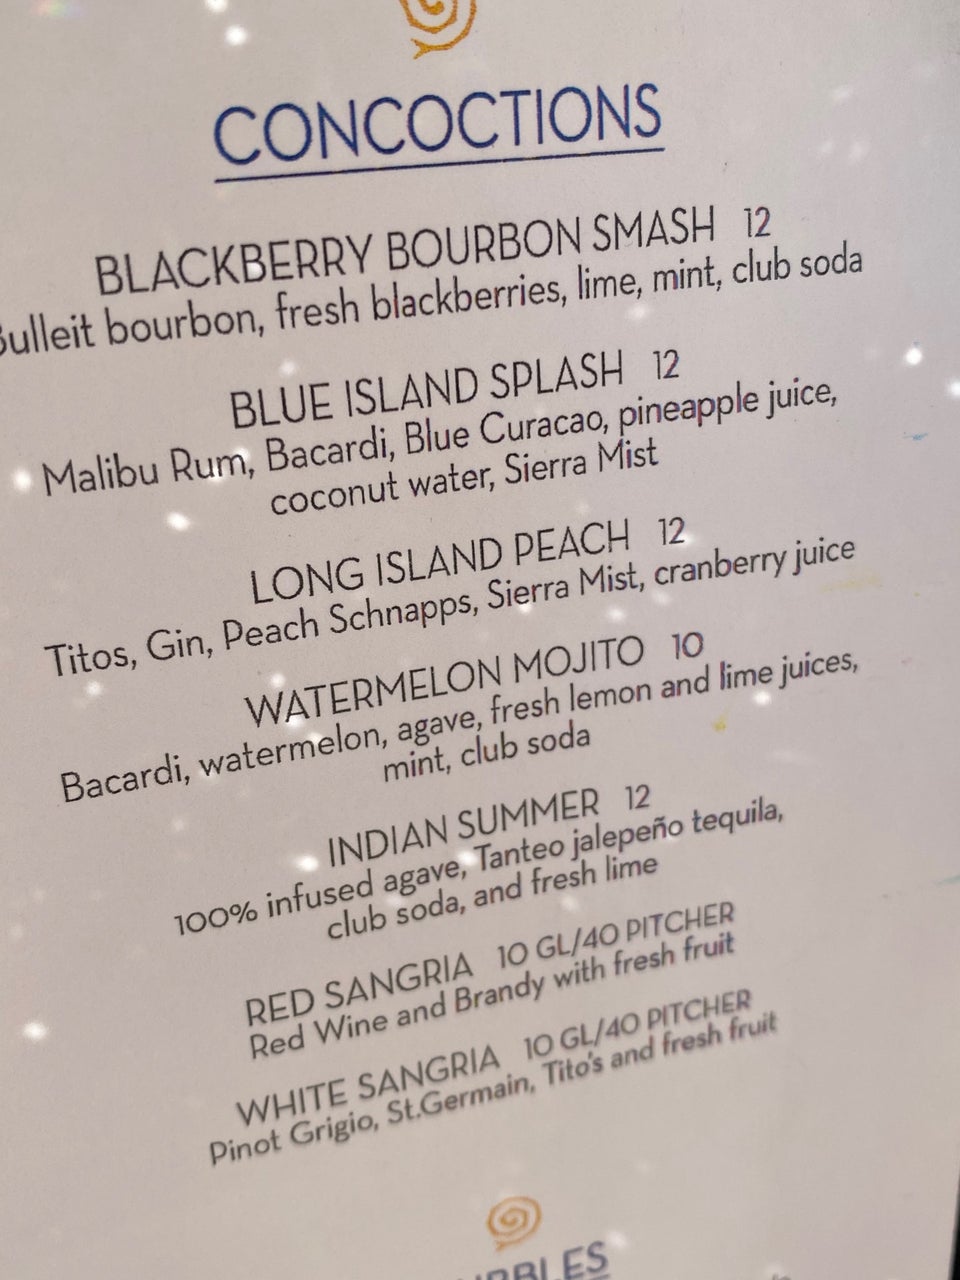 CONCOCTIONS
BLACKBERRY BOURBON SMASH 12
Bulleit bourbon, fresh blackberries, lime, mint, club soda
BLUE ISLAND SPLASH 12
Malibu Rum, Bacardi, Blue Curacao, pineapple juice,
coconut water, Sierra Mist
LONG ISLAND PEACH 12
Titos, Gin, Peach Schnapps, Sierra Mist, cranberry juice
WATERMELON MOJITO 10
Bacardi, watermelon, agave, fresh lemon and lime juices,
mint, club soda
INDIAN SUMMER 12
100% infused agave, Tanteo jalepeño tequila,
club soda, and fresh lime
RED SANGRIA 10 GL/40 PITCHER
Red Wine and Brandy with fresh fruit
WHITE SANGRIA 10 GL/40 PITCHER
Pinot Grigio, St.Germain, Tito's and fresh fruit